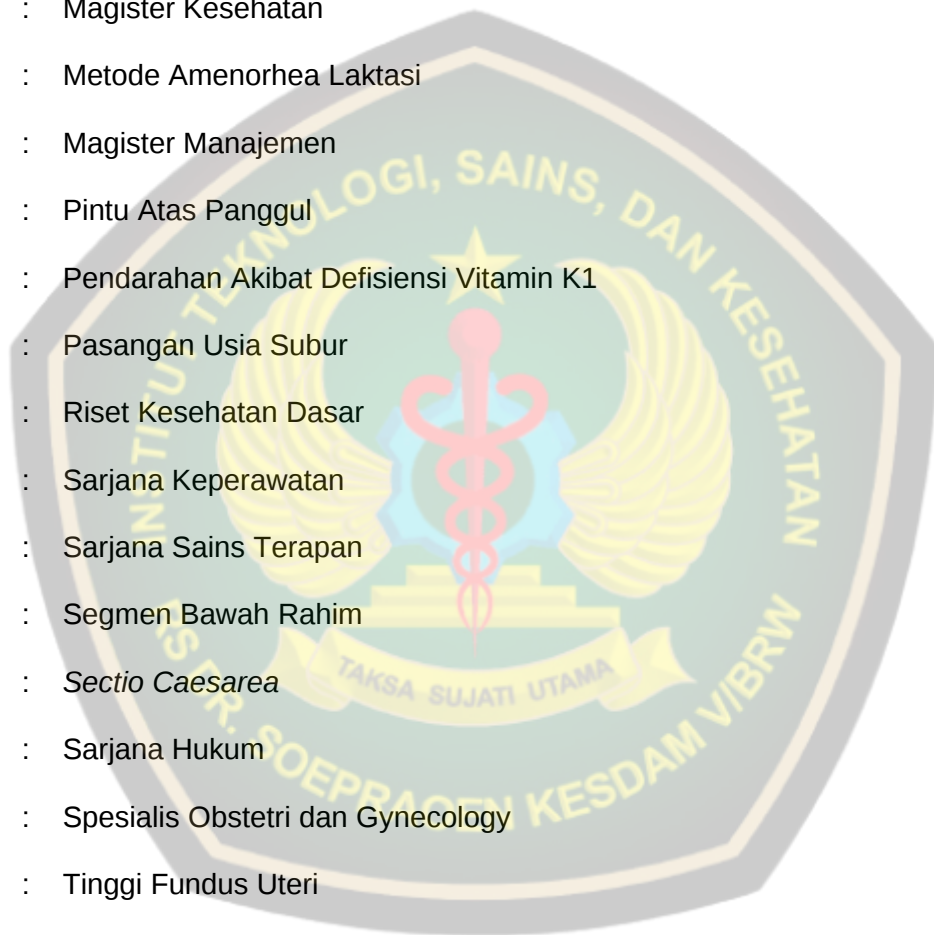 : Magister Kesehatan
: Metode Amenorhea Laktasi
: Magister Manajemen
: Pintu Atas Panggul
: Pendarahan Akibat Defisiensi Vitamin K1
: Pasangan Usia Subur
: Riset Kesehatan Dasar
: Sarjana Keperawatan
: Sarjana Sains Terapan
: Segmen Bawah Rahim
: Sectio Caesarea
: Sarjana Hukum
: Spesialis Obstetri dan Gynecology
: Tinggi Fundus Uteri
INSTITUT TEKNOLOGI, SAINS, DAN KESEHATAN
TAKSA SUJATI UTAMA
RS DR. SOEPRAOEN KESDAM V/BRW